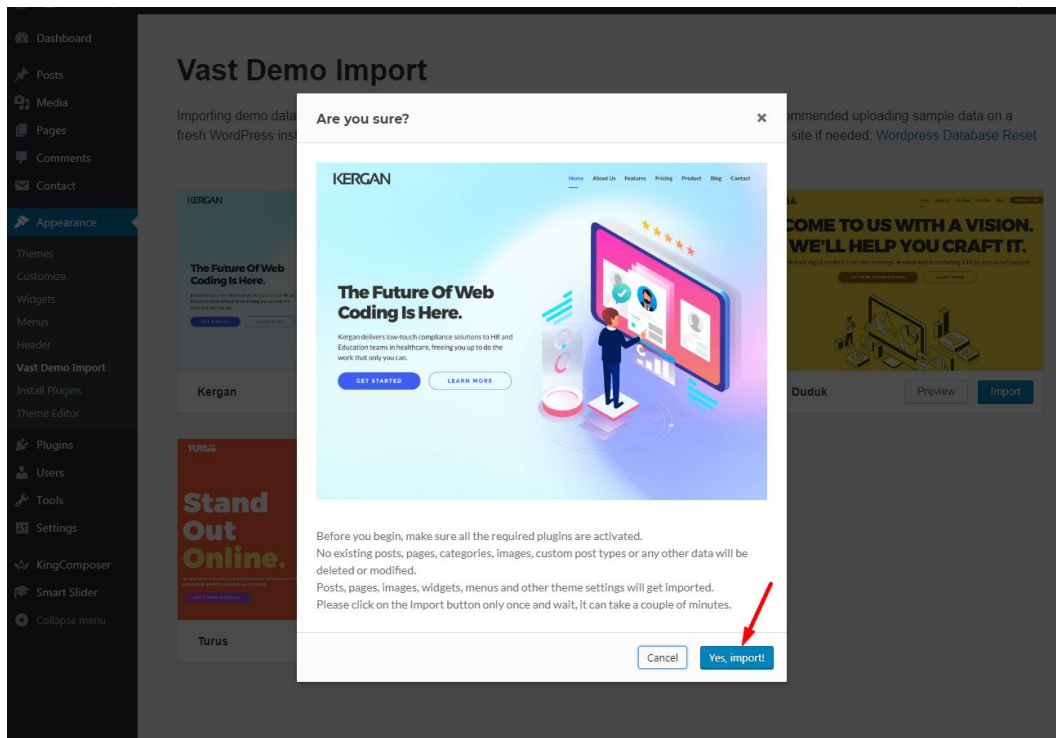 Dashboard
Posts
Media
Pages
Comments
Contact
Appearance
Themes
Customize
Widgets
Menus
Header
Vast Demo Import
Install Plugins
Theme Editor
Plugins
Users
Tools
Settings
KingComposer
Smart Slider
Collapse menu
Vast Demo Import
Importing demo data
ommended uploading sample data on a
fresh WordPress inst
site if needed: Wordpress Database Reset
KERGAN
The Future Of Web
Coding Is Here.
GET STARTED
LEARN MORE
Kergan
COME TO US WITH A VISION.
WE'LL HELP YOU CRAFT IT.
LEARN MORE
Duduk
Preview
Import
TURUS
Stand
Out
Online.
Turus
Are you sure?
×
KERGAN
Home About Us Features Pricing Product Blog Contact
The Future Of Web
Coding Is Here.
Kergan delivers low-touch compliance solutions to HR and
Education teams in healthcare, freeing you up to do the
work that only you can.
GET STARTED
LEARN MORE
Before you begin, make sure all the required plugins are activated.
No existing posts, pages, categories, images, custom post types or any other data will be
deleted or modified.
Posts, pages, images, widgets, menus and other theme settings will get imported.
Please click on the Import button only once and wait, it can take a couple of minutes.
Cancel
Yes, import!